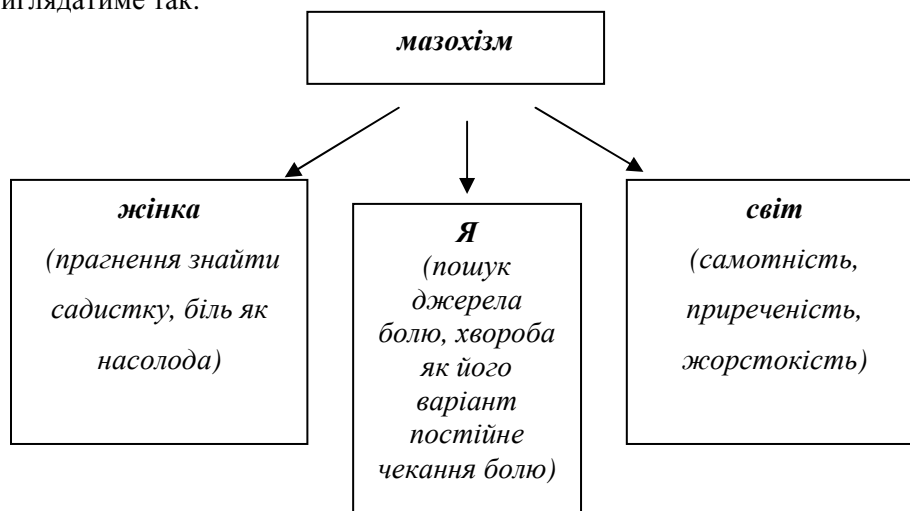 иглядатиме так:
мазохізм
жінка
(прагнення знайти
садистку, біль як
насолода)
Я
(пошук
джерела
болю, хвороба
як його
варіант
постійне
чекання болю)
світ
(самотність,
приреченість,
жорстокість)